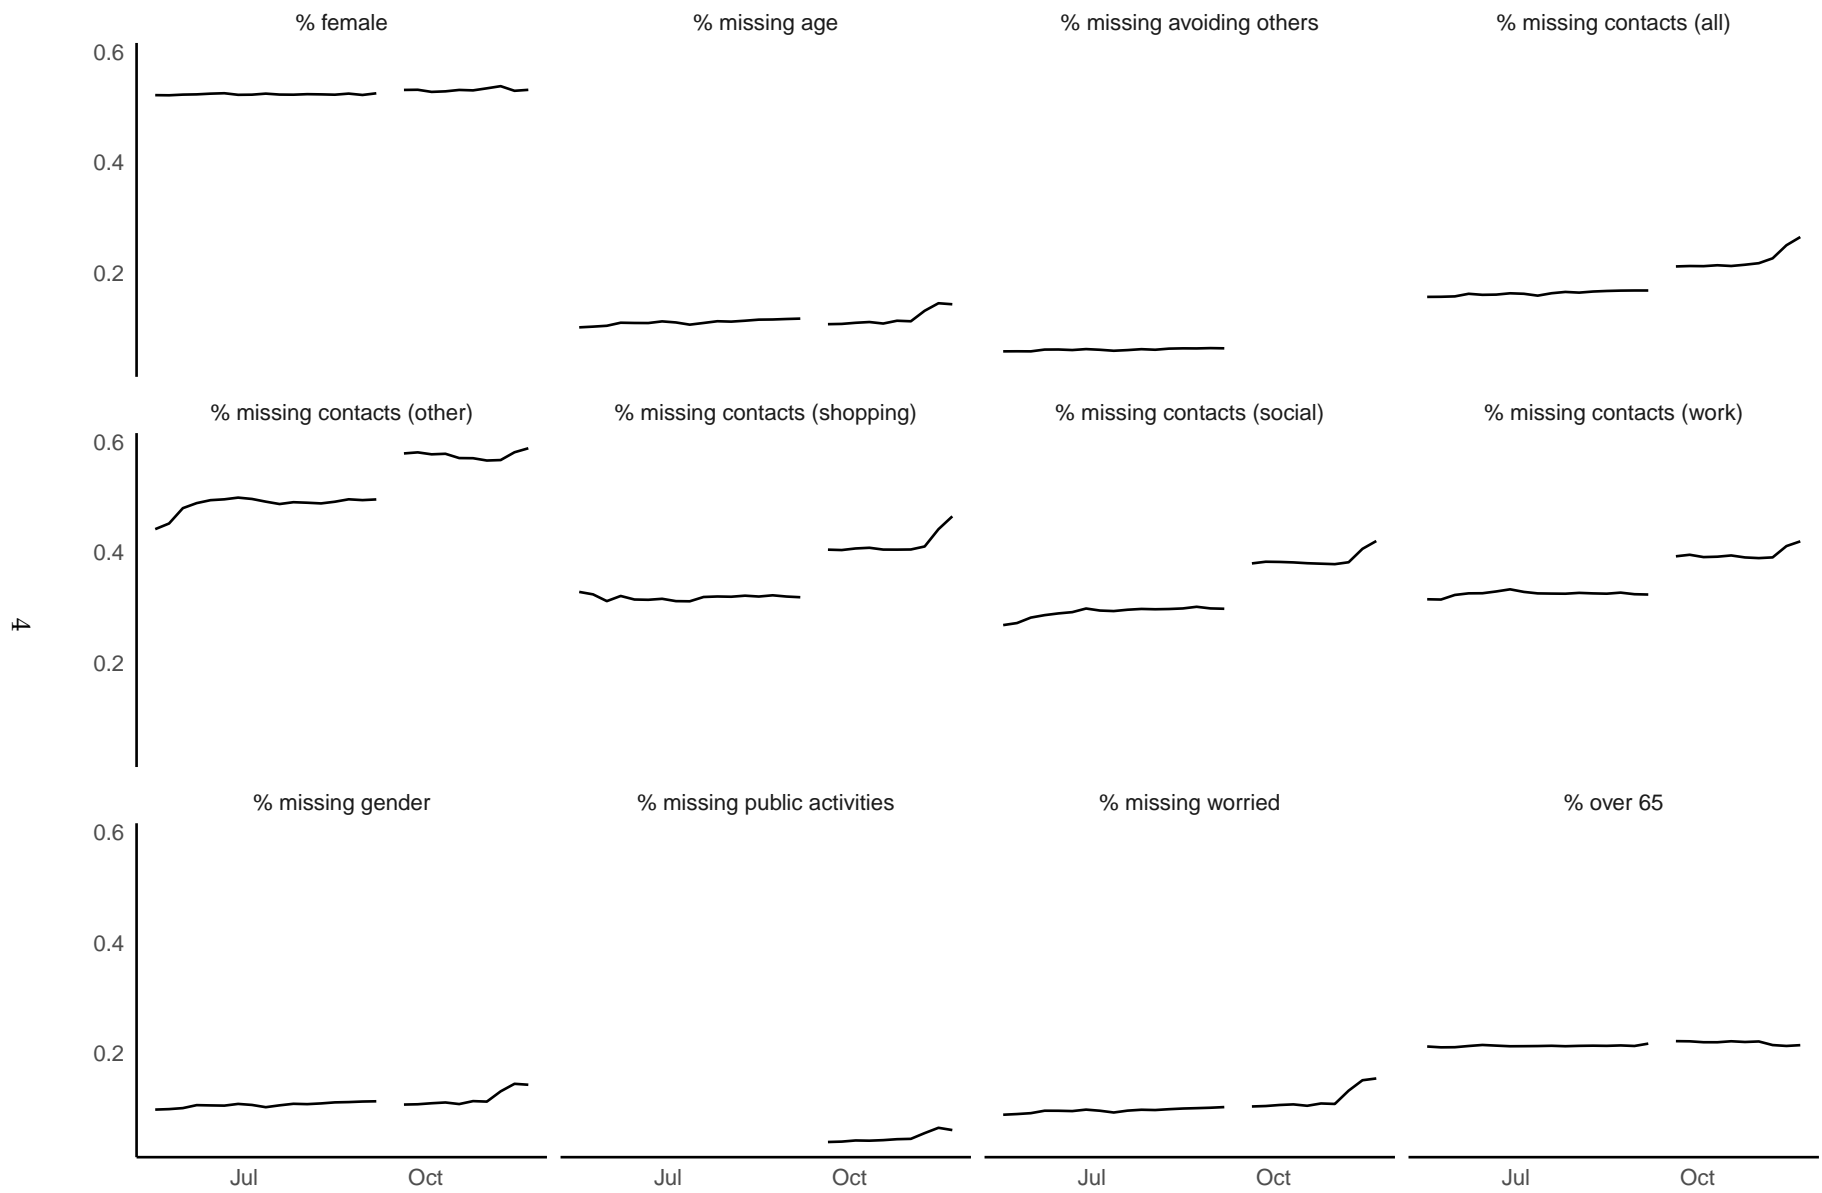 % female % missing age % missing avoiding others % missing contacts (all)
0.6
0.4
0.2
% missing contacts (other) % missing contacts (shopping) % missing contacts (social) % missing contacts (work)
0.6
0.4
0.2
4
% missing gender % missing public activities % missing worried % over 65
0.6
0.4
0.2
Jul Oct Jul Oct Jul Oct Jul Oct